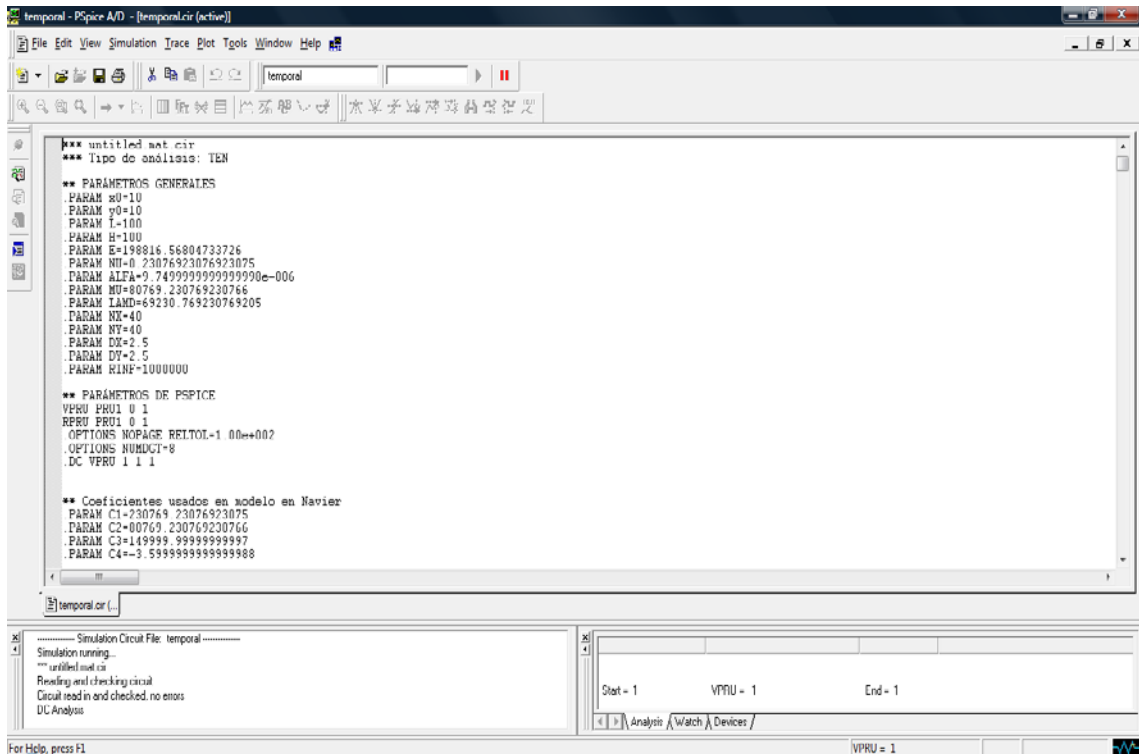 temporal - PSpice A/D - [temporal.cir (active)]
File Edit View Simulation Trace Plot Tools Window Help
temporal
*** untitled.mat.cir
*** Tipo de análisis: TEN
** PARÁMETROS GENERALES
.PARAM x0=10
.PARAM y0=10
.PARAM L=100
.PARAM H=100
.PARAM E=198816.56804733726
.PARAM NU=0.23076923076923075
.PARAM ALFA=9.7499999999999990e-006
.PARAM MU=80769.230769230766
.PARAM LAMD=69230.769230769205
.PARAM NX=40
.PARAM NY=40
.PARAM DX=2.5
.PARAM DY=2.5
.PARAM RINF=1000000
** PARÁMETROS DE PSPICE
VPRU PRU1 0 1
RPRU PRU1 0 1
.OPTIONS NOPAGE RELTOL=1.00e+002
.OPTIONS NUMDGT=8
.DC VPRU 1 1 1
** Coeficientes usados en modelo en Navier
.PARAM C1=230769.23076923075
.PARAM C2=80769.230769230766
.PARAM C3=149999.99999999997
.PARAM C4=-3.5999999999999988
temporal.cir (...
------------- Simulation Circuit File: temporal -------------
Simulation running...
*** untitled.mat.cir
Reading and checking circuit
Circuit read in and checked, no errors
DC Analysis
Start = 1 VPRU = 1 End = 1
Analysis Watch Devices
For Help, press F1 VPRU = 1